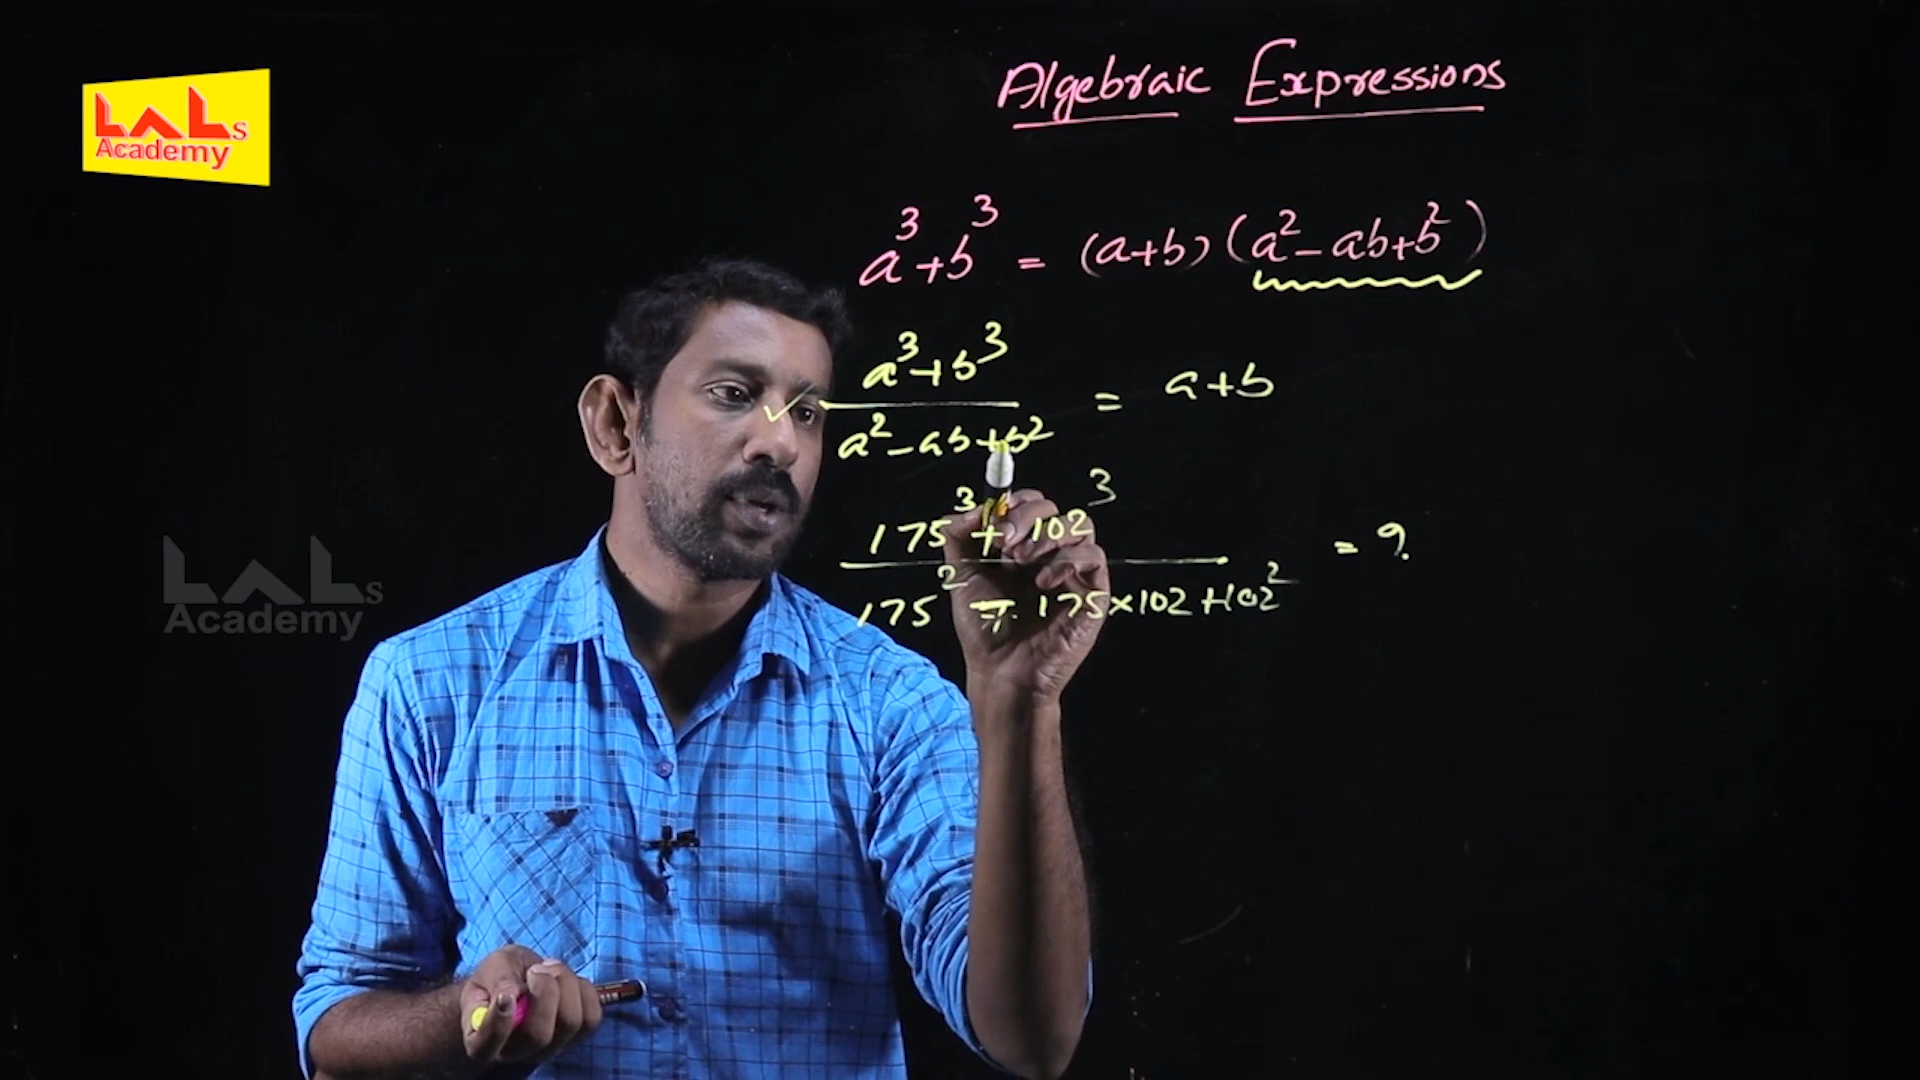 LALs
Academy
Algebraic Expressions
a³+b³ = (a+b) (a²-ab+b²)
a³+b³
= a+b
a²-ab+b²
175³ + 102³
= ?
175² - 175×102 +102²
LALs
Academy